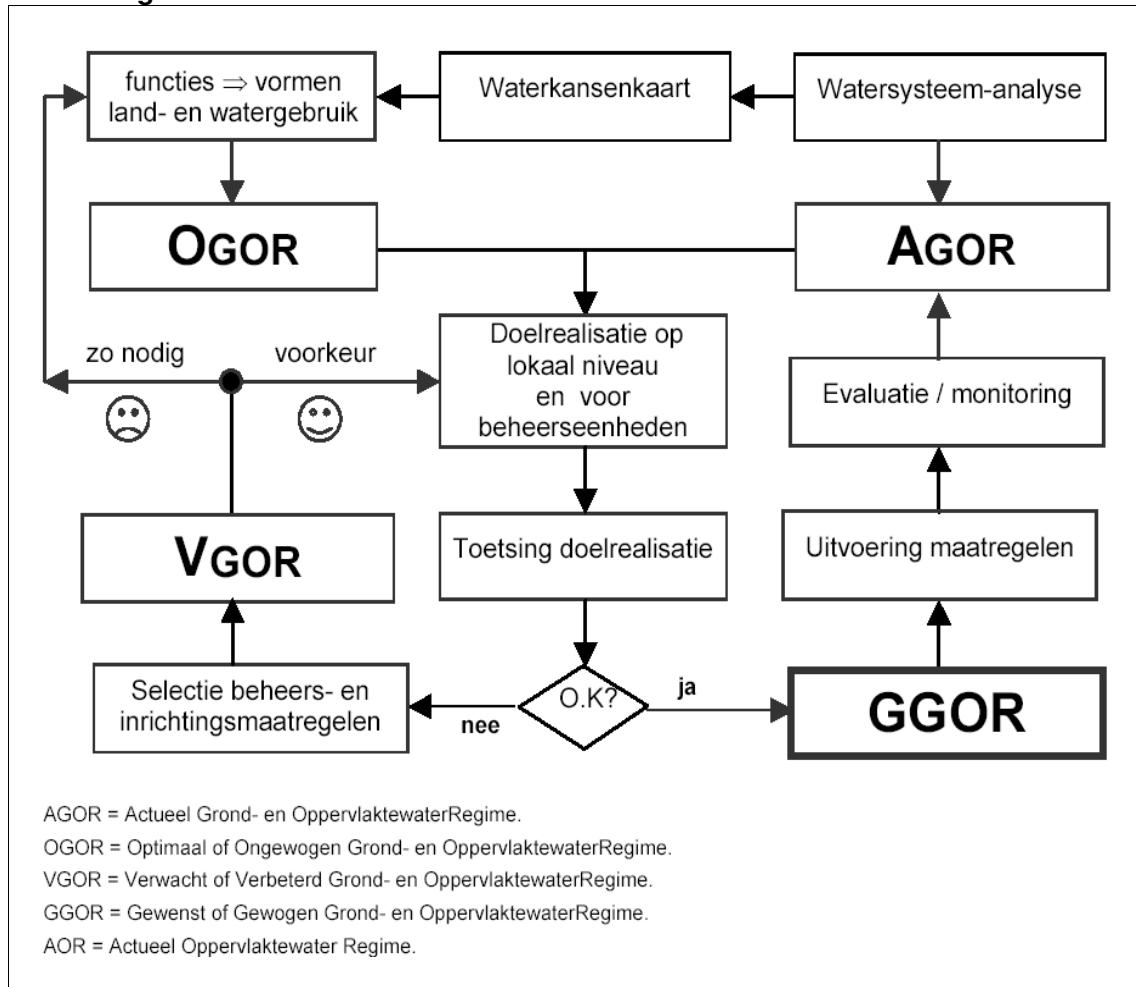 g
functies ⇒ vormen
land- en watergebruik
Waterkansenkaart
Watersysteem-analyse
OGOR
AGOR
zo nodig
voorkeur
Doelrealisatie op
lokaal niveau
en voor
beheerseenheden
Evaluatie / monitoring
VGOR
Toetsing doelrealisatie
Uitvoering maatregelen
Selectie beheers- en
inrichtingsmaatregelen
nee
O.K?
ja
GGOR
AGOR = Actueel Grond- en OppervlaktewaterRegime.
OGOR = Optimaal of Ongewogen Grond- en OppervlaktewaterRegime.
VGOR = Verwacht of Verbeterd Grond- en OppervlaktewaterRegime.
GGOR = Gewenst of Gewogen Grond- en OppervlaktewaterRegime.
AOR = Actueel Oppervlaktewater Regime.